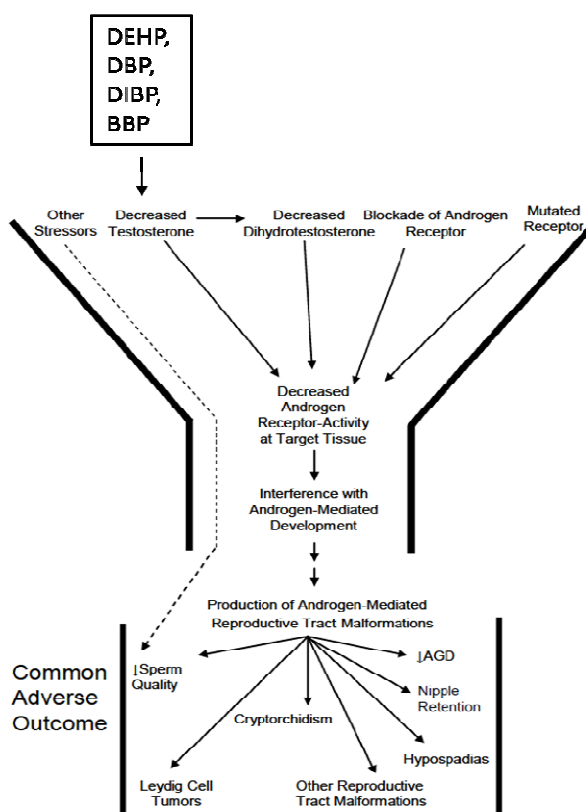 DEHP,
DBP,
DIBP,
BBP
Other
Stressors
Decreased
Testosterone
Decreased
Dihydrotestosterone
Blockade of Androgen
Receptor
Mutated
Receptor
Decreased
Androgen
Receptor-Activity
at Target Tissue
Interference with
Androgen-Mediated
Development
Production of Androgen-Mediated
Reproductive Tract Malformations
Common
Adverse
Outcome
↓Sperm
Quality
↓AGD
Nipple
Retention
Cryptorchidism
Hypospadias
Leydig Cell
Tumors
Other Reproductive
Tract Malformations